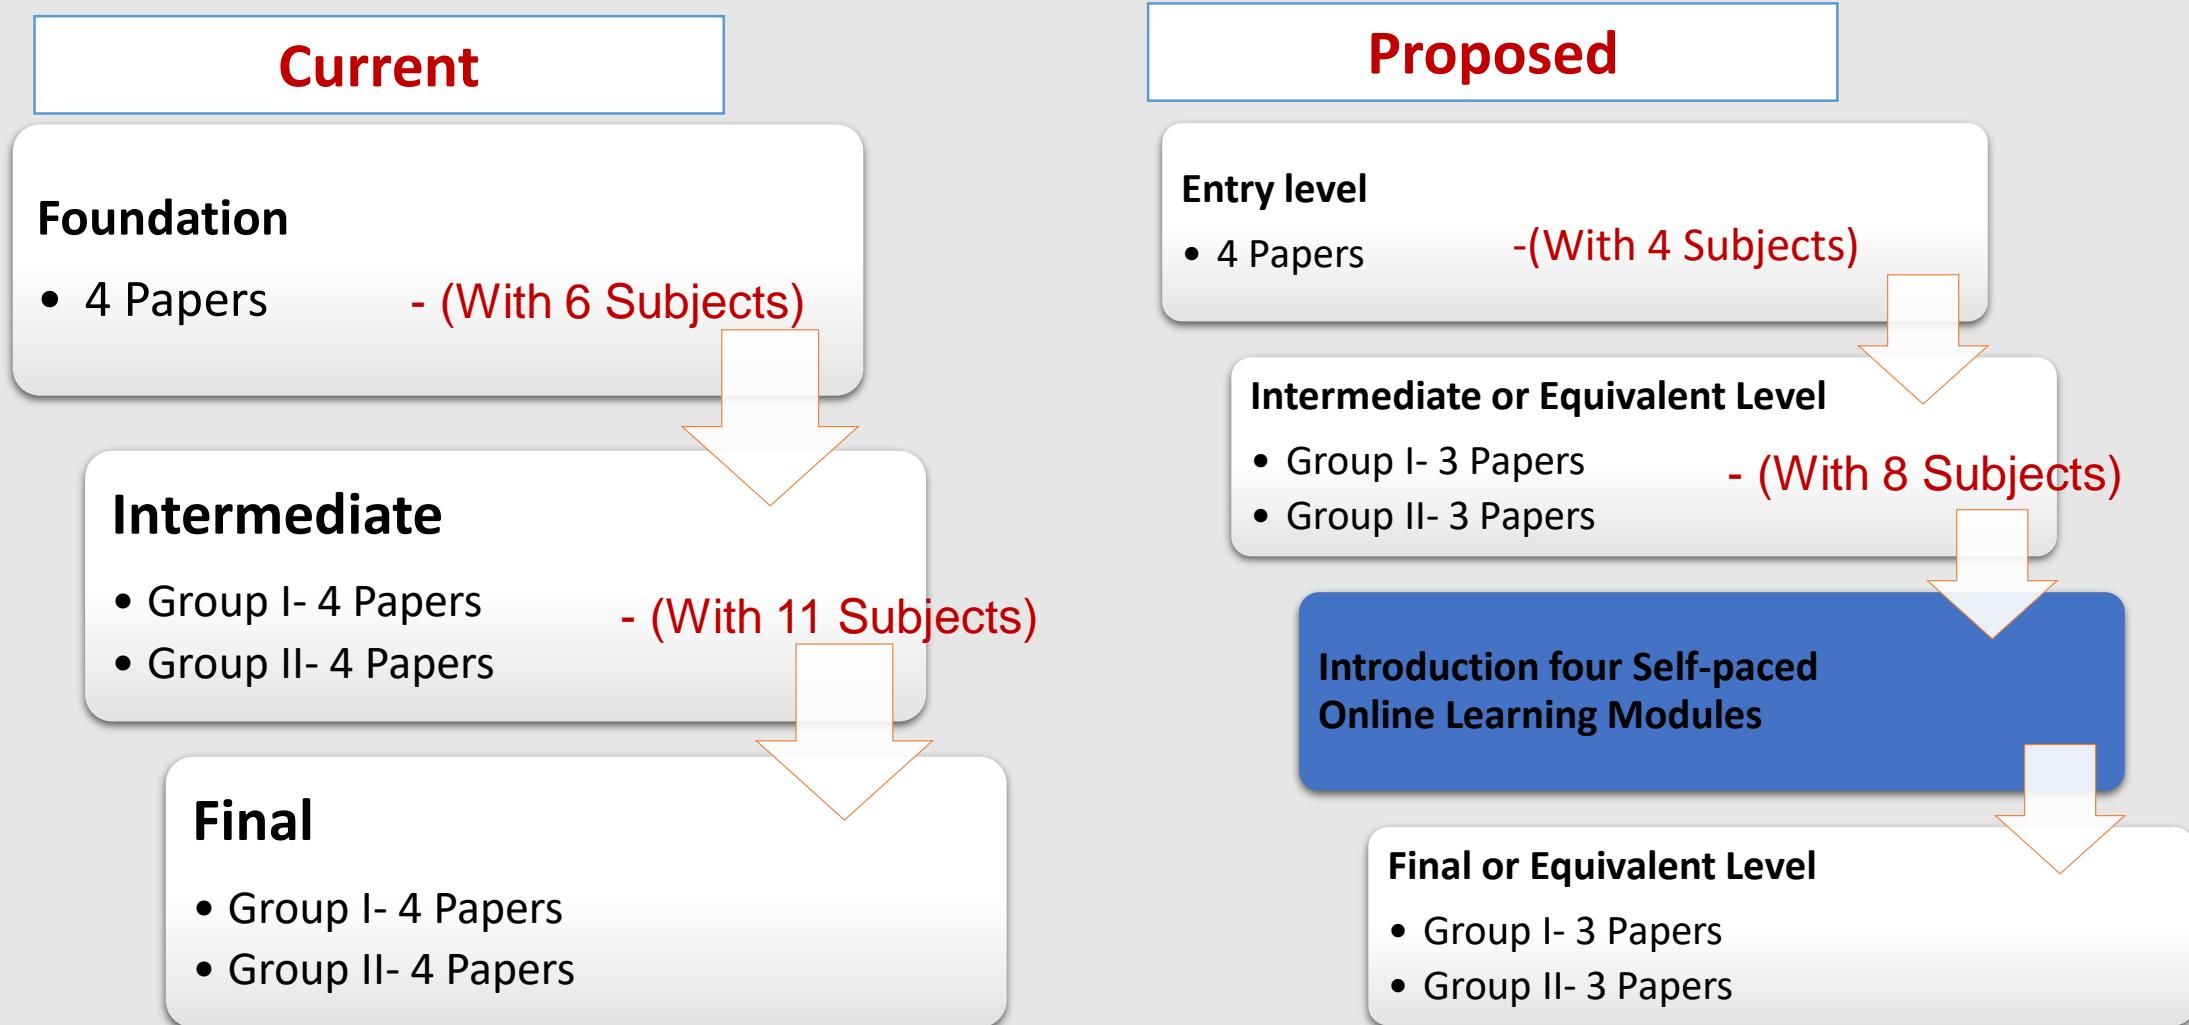 Current
Foundation
• 4 Papers - (With 6 Subjects)
Intermediate
• Group I- 4 Papers
- (With 11 Subjects)
• Group II- 4 Papers
Final
• Group I- 4 Papers
• Group II- 4 Papers
Proposed
Entry level
• 4 Papers -(With 4 Subjects)
Intermediate or Equivalent Level
• Group I- 3 Papers
- (With 8 Subjects)
• Group II- 3 Papers
Introduction four Self-paced
Online Learning Modules
Final or Equivalent Level
• Group I- 3 Papers
• Group II- 3 Papers